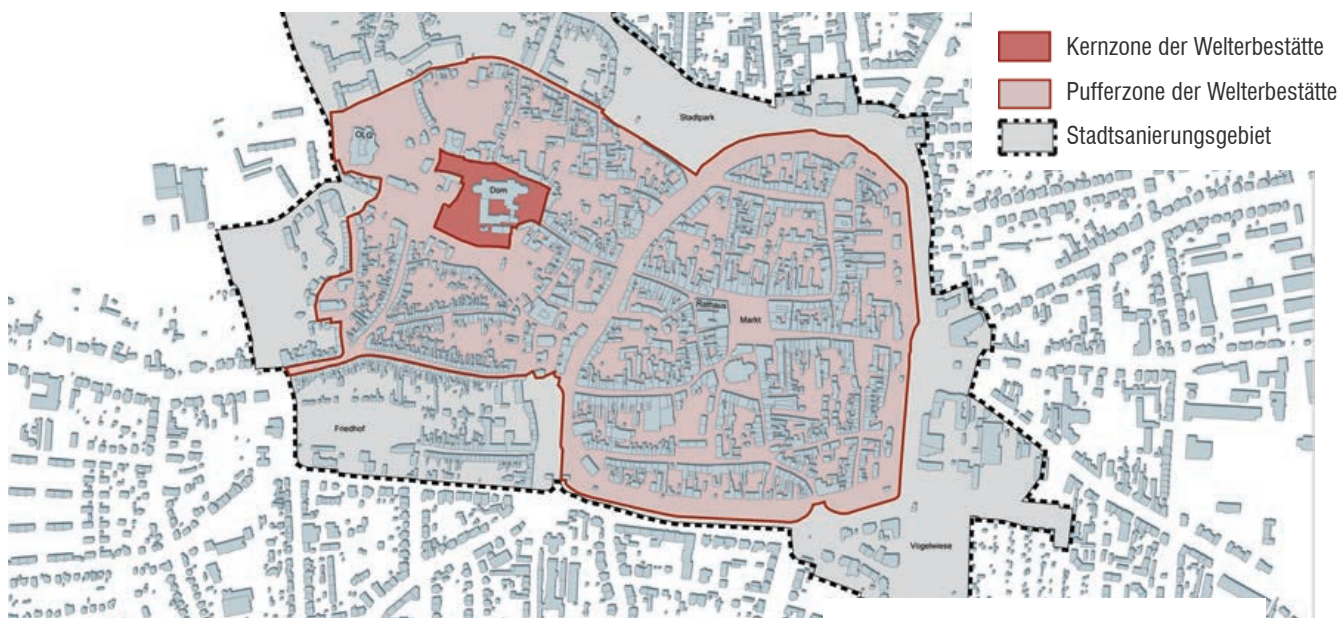 Kernzone der Welterbestätte
Pufferzone der Welterbestätte
Stadtsanierungsgebiet
Stadtpark
OLG
Dom
Rathaus
Markt
Friedhof
Vogelwiese